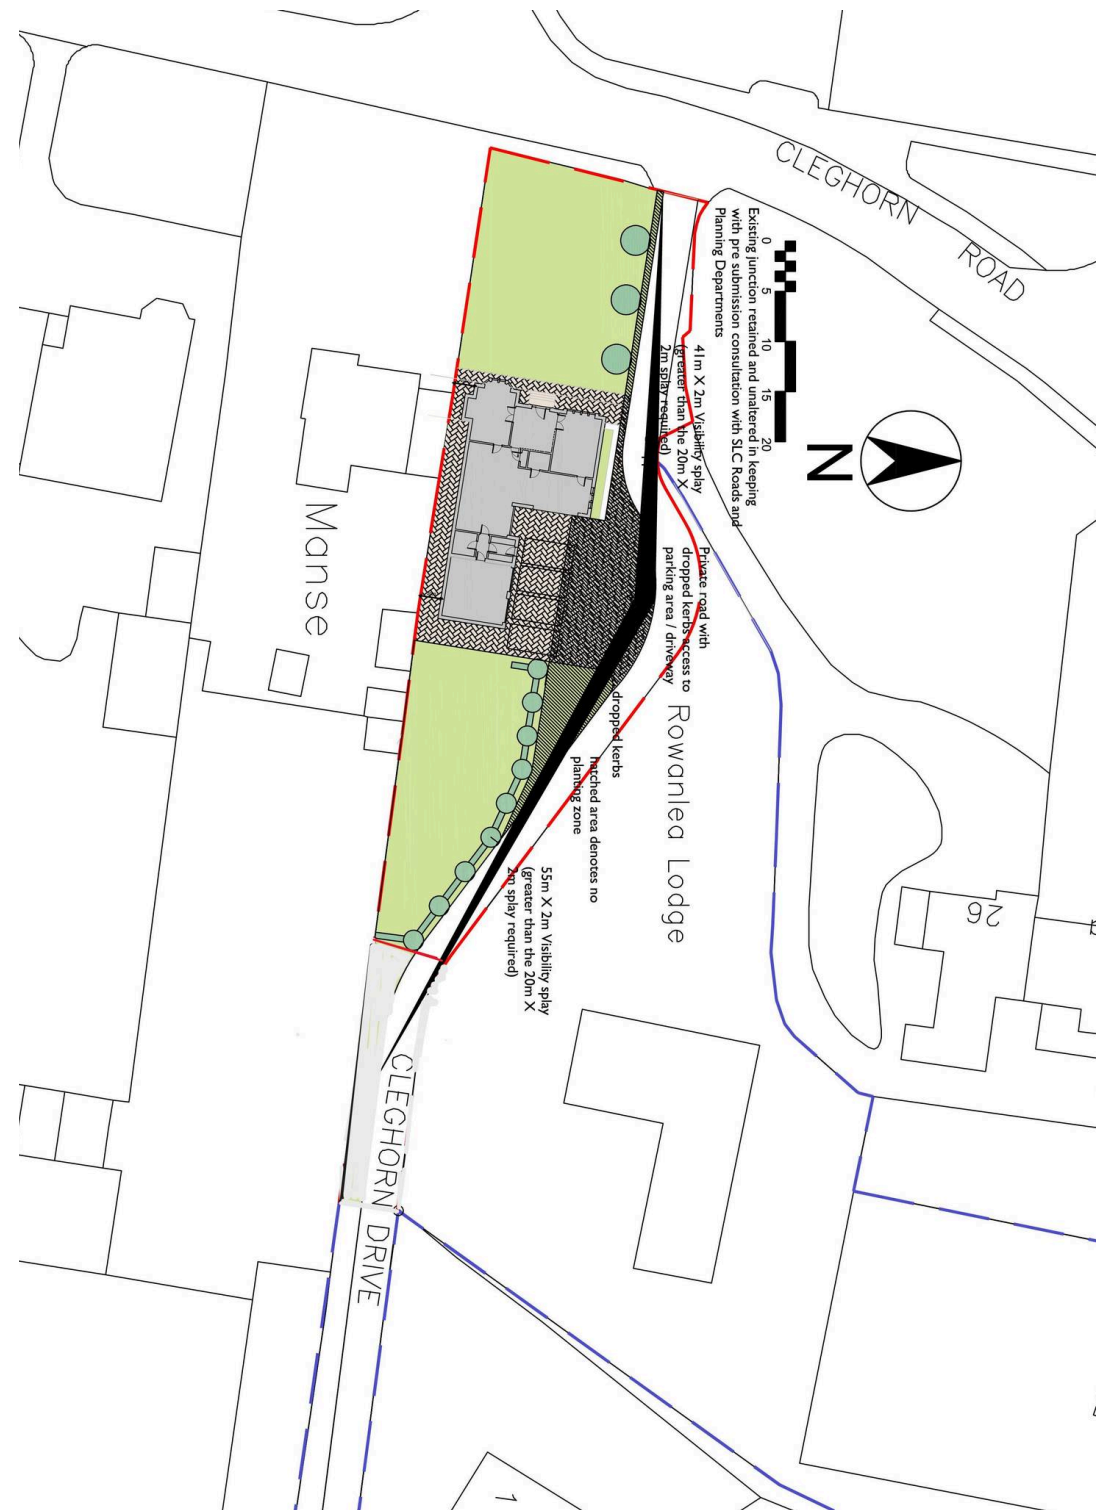 CLEGHORN
ROAD
Existing junction retained and unaltered in keeping
with pre submission consultation with SLC Roads and
Planning Departments
0
5
10
15
20
N
41m X 2m Visibility splay
(greater than the 20m X
2m splay required)
Private road with
dropped kerbs access to
parking area / driveway
Manse
Rowanlea Lodge
dropped kerbs
hatched area denotes no
planting zone
55m X 2m Visibility splay
(greater than the 20m X
2m splay required)
26
CLEGHORN DRIVE
1